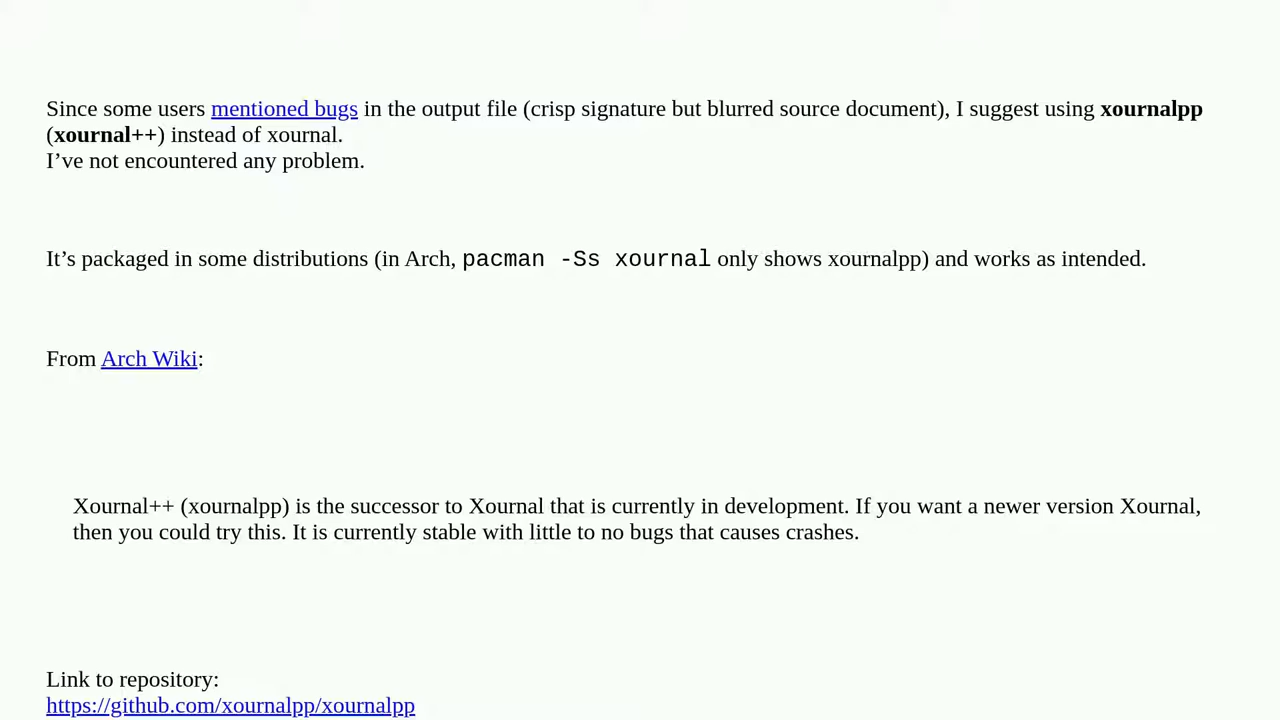 Since some users mentioned bugs in the output file (crisp signature but blurred source document), I suggest using xournalpp
(xournal++) instead of xournal.
I’ve not encountered any problem.
It’s packaged in some distributions (in Arch, pacman -Ss xournal only shows xournalpp) and works as intended.
From Arch Wiki:
Xournal++ (xournalpp) is the successor to Xournal that is currently in development. If you want a newer version Xournal,
then you could try this. It is currently stable with little to no bugs that causes crashes.
Link to repository:
https://github.com/xournalpp/xournalpp